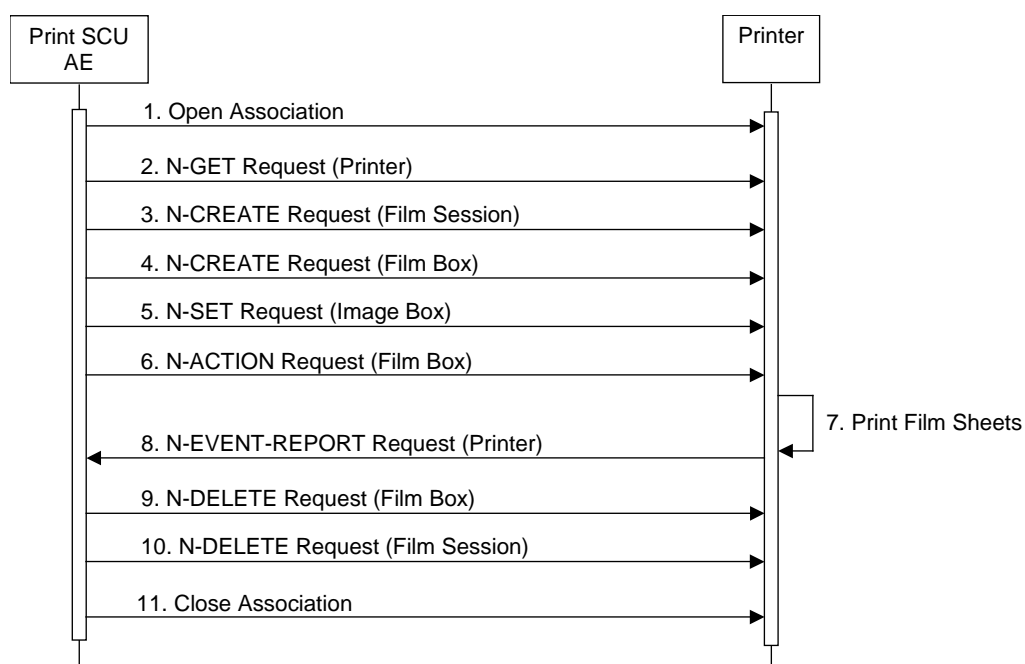 Print SCU
AE
Printer
1. Open Association
2. N-GET Request (Printer)
3. N-CREATE Request (Film Session)
4. N-CREATE Request (Film Box)
5. N-SET Request (Image Box)
6. N-ACTION Request (Film Box)
7. Print Film Sheets
8. N-EVENT-REPORT Request (Printer)
9. N-DELETE Request (Film Box)
10. N-DELETE Request (Film Session)
11. Close Association